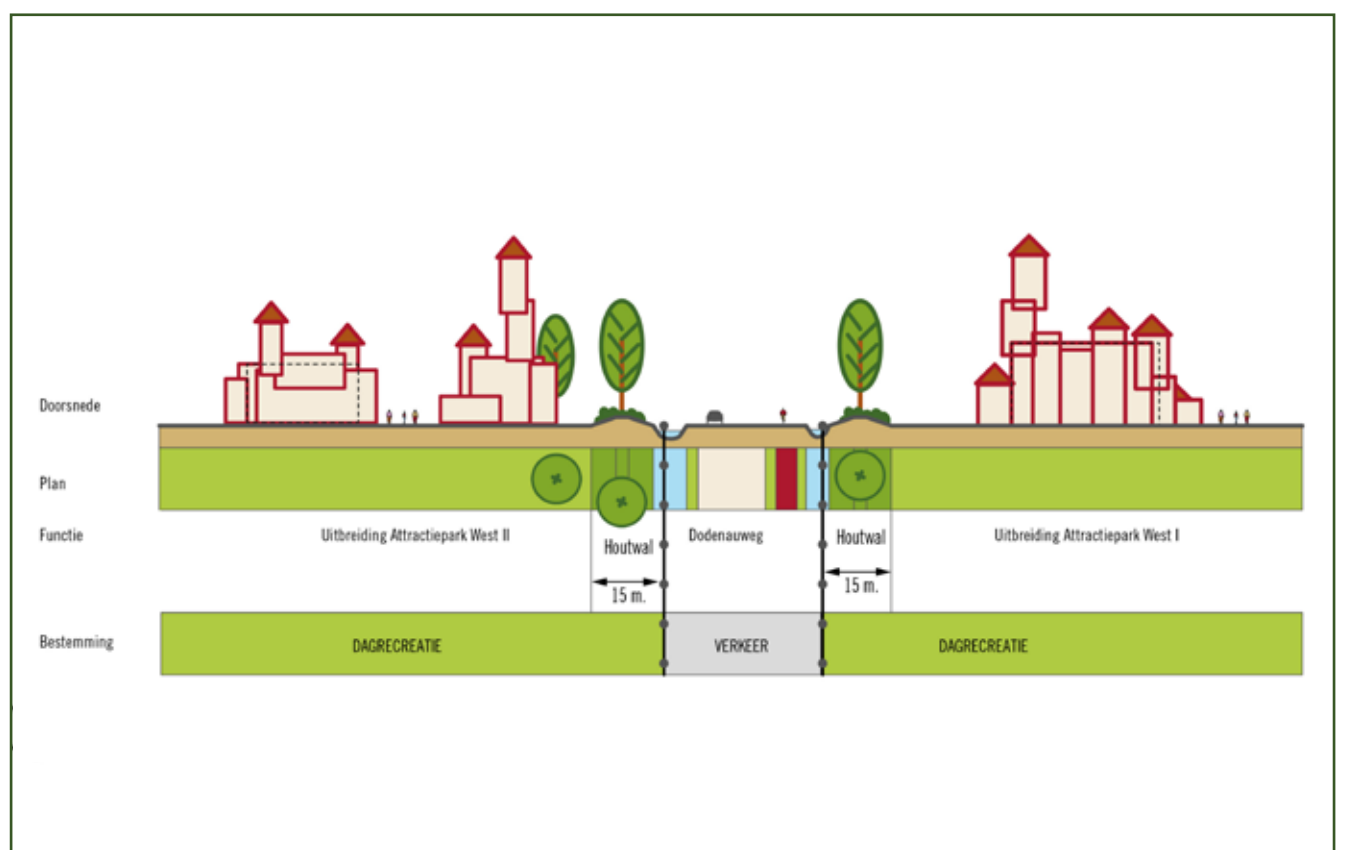 Doorsnede
Plan
Functie
Uitbreiding Attractiepark West II
Houtwal
Dodenauweg
Houtwal
Uitbreiding Attractiepark West I
15 m.
15 m.
Bestemming
DAGRECREATIE
VERKEER
DAGRECREATIE